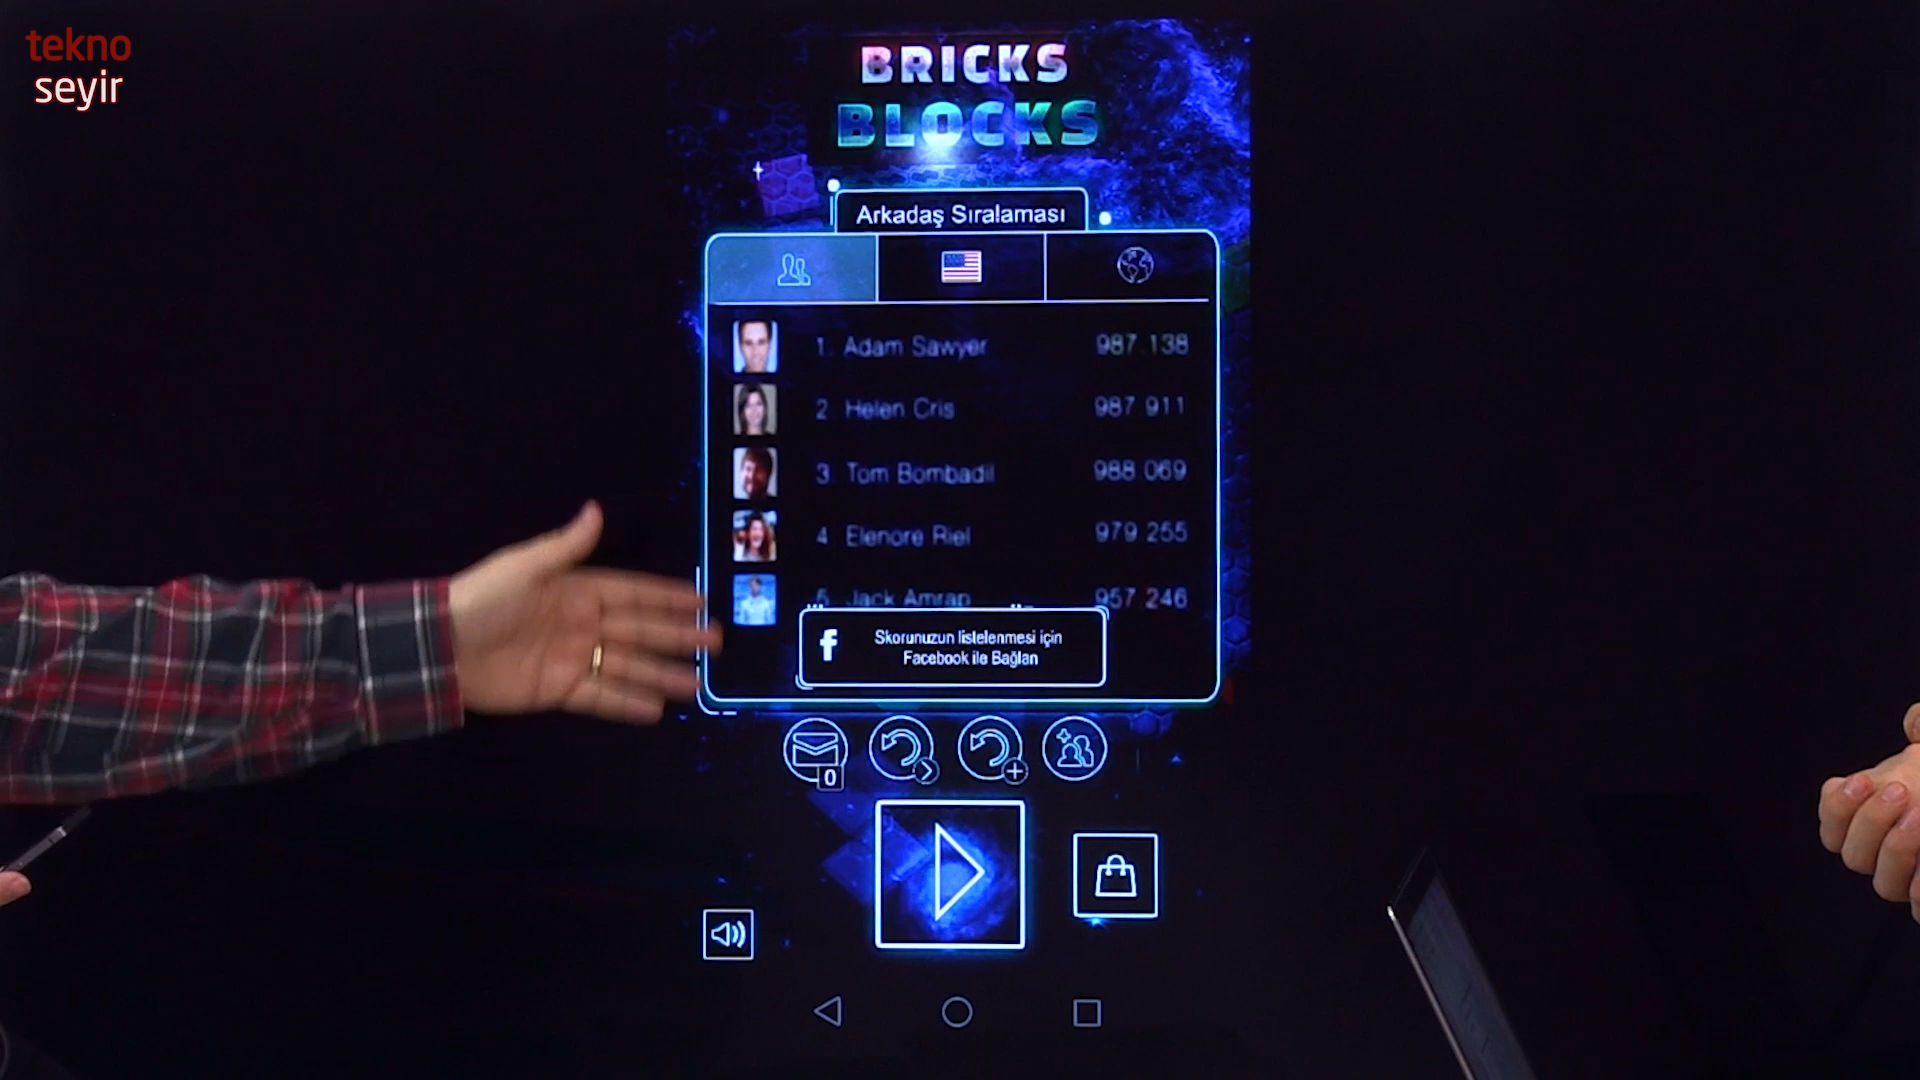 tekno
seyir
BRICKS
BLOCKS
Arkadaş Sıralaması
1. Adam Sawyer 987 138
2 Helen Cris 987 911
3 Tom Bombadil 988 069
4 Elenore Riel 979 255
5 Jack Amrap 957 246
f Skorunuzun listelenmesi için
Facebook ile Bağlan
0